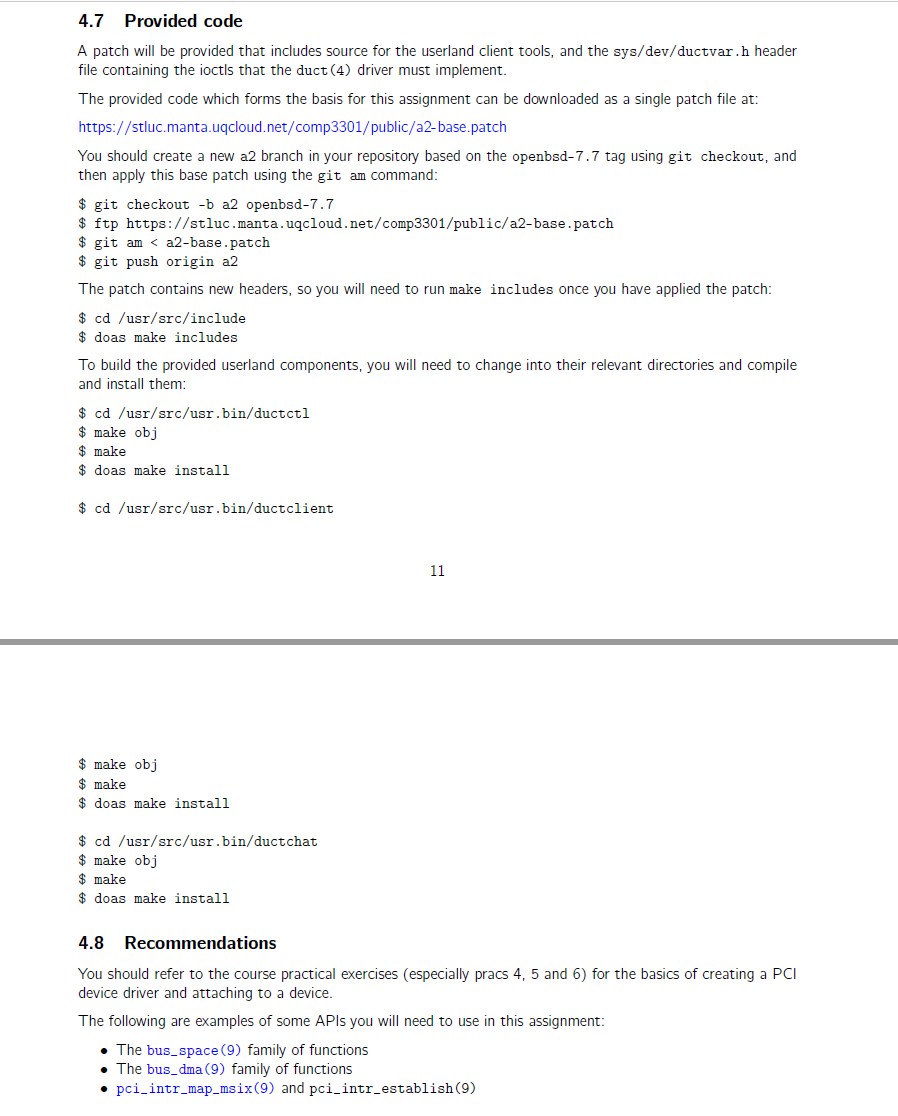 4.7 Provided code
A patch will be provided that includes source for the userland client tools, and the sys/dev/ductvar.h header
file containing the ioctls that the duct(4) driver must implement.
The provided code which forms the basis for this assignment can be downloaded as a single patch file at:
https://stluc.manta.uqcloud.net/comp3301/public/a2-base.patch
You should create a new a2 branch in your repository based on the openbsd-7.7 tag using git checkout, and
then apply this base patch using the git am command:
$ git checkout -b a2 openbsd-7.7
$ ftp https://stluc.manta.uqcloud.net/comp3301/public/a2-base.patch
$ git am < a2-base.patch
$ git push origin a2
The patch contains new headers, so you will need to run make includes once you have applied the patch:
$ cd /usr/src/include
$ doas make includes
To build the provided userland components, you will need to change into their relevant directories and compile
and install them:
$ cd /usr/src/usr.bin/ductctl
$ make obj
$ make
$ doas make install
$ cd /usr/src/usr.bin/ductclient
11
$ make obj
$ make
$ doas make install
$ cd /usr/src/usr.bin/ductchat
$ make obj
$ make
$ doas make install
4.8 Recommendations
You should refer to the course practical exercises (especially pracs 4, 5 and 6) for the basics of creating a PCI
device driver and attaching to a device.
The following are examples of some APIs you will need to use in this assignment:
• The bus_space(9) family of functions
• The bus_dma(9) family of functions
• pci_intr_map_msix(9) and pci_intr_establish(9)